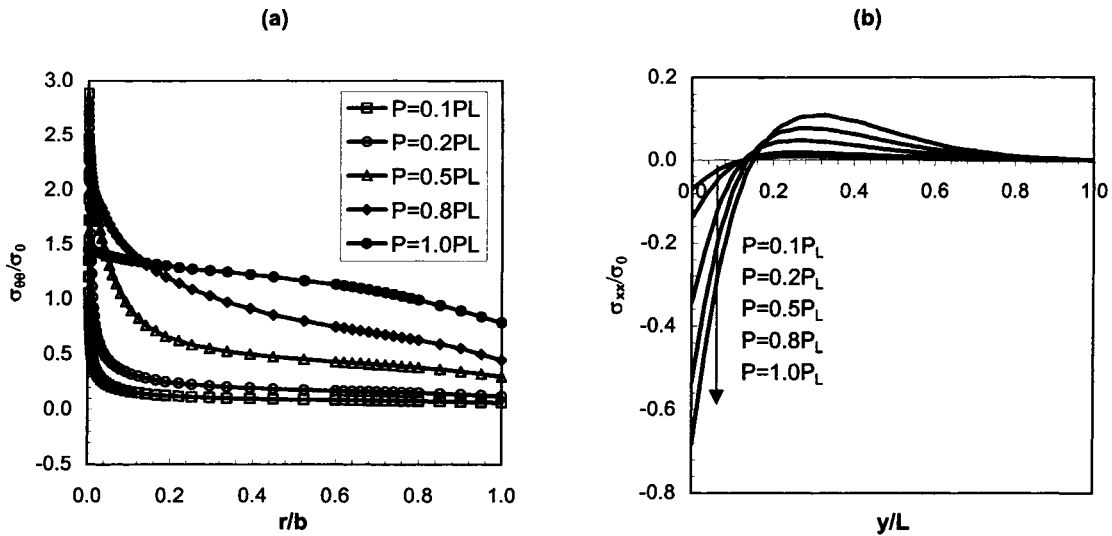 (a)
3.0
2.5
2.0
1.5
1.0
0.5
0.0
-0.5
σθθ/σ0
P=0.1PL
P=0.2PL
P=0.5PL
P=0.8PL
P=1.0PL
0.0 0.2 0.4 0.6 0.8 1.0
r/b
(b)
0.2
0.0
-0.2
-0.4
-0.6
-0.8
σxx/σ0
0.0 0.2 0.4 0.6 0.8 1.0
P=0.1PL
P=0.2PL
P=0.5PL
P=0.8PL
P=1.0PL
y/L